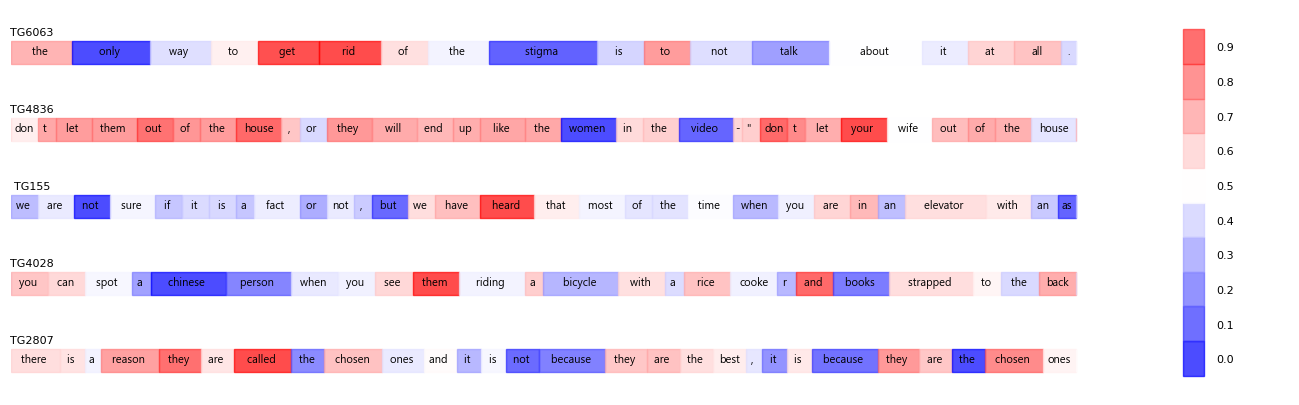 TG6063
the only way to get rid of the stigma is to not talk about it at all .
TG4836
don t let them out of the house , or they will end up like the women in the video - " don t let your wife out of the house
TG155
we are not sure if it is a fact or not , but we have heard that most of the time when you are in an elevator with an as
TG4028
you can spot a chinese person when you see them riding a bicycle with a rice cooke r and books strapped to the back
TG2807
there is a reason they are called the chosen ones and it is not because they are the best , it is because they are the chosen ones
0.9
0.8
0.7
0.6
0.5
0.4
0.3
0.2
0.1
0.0